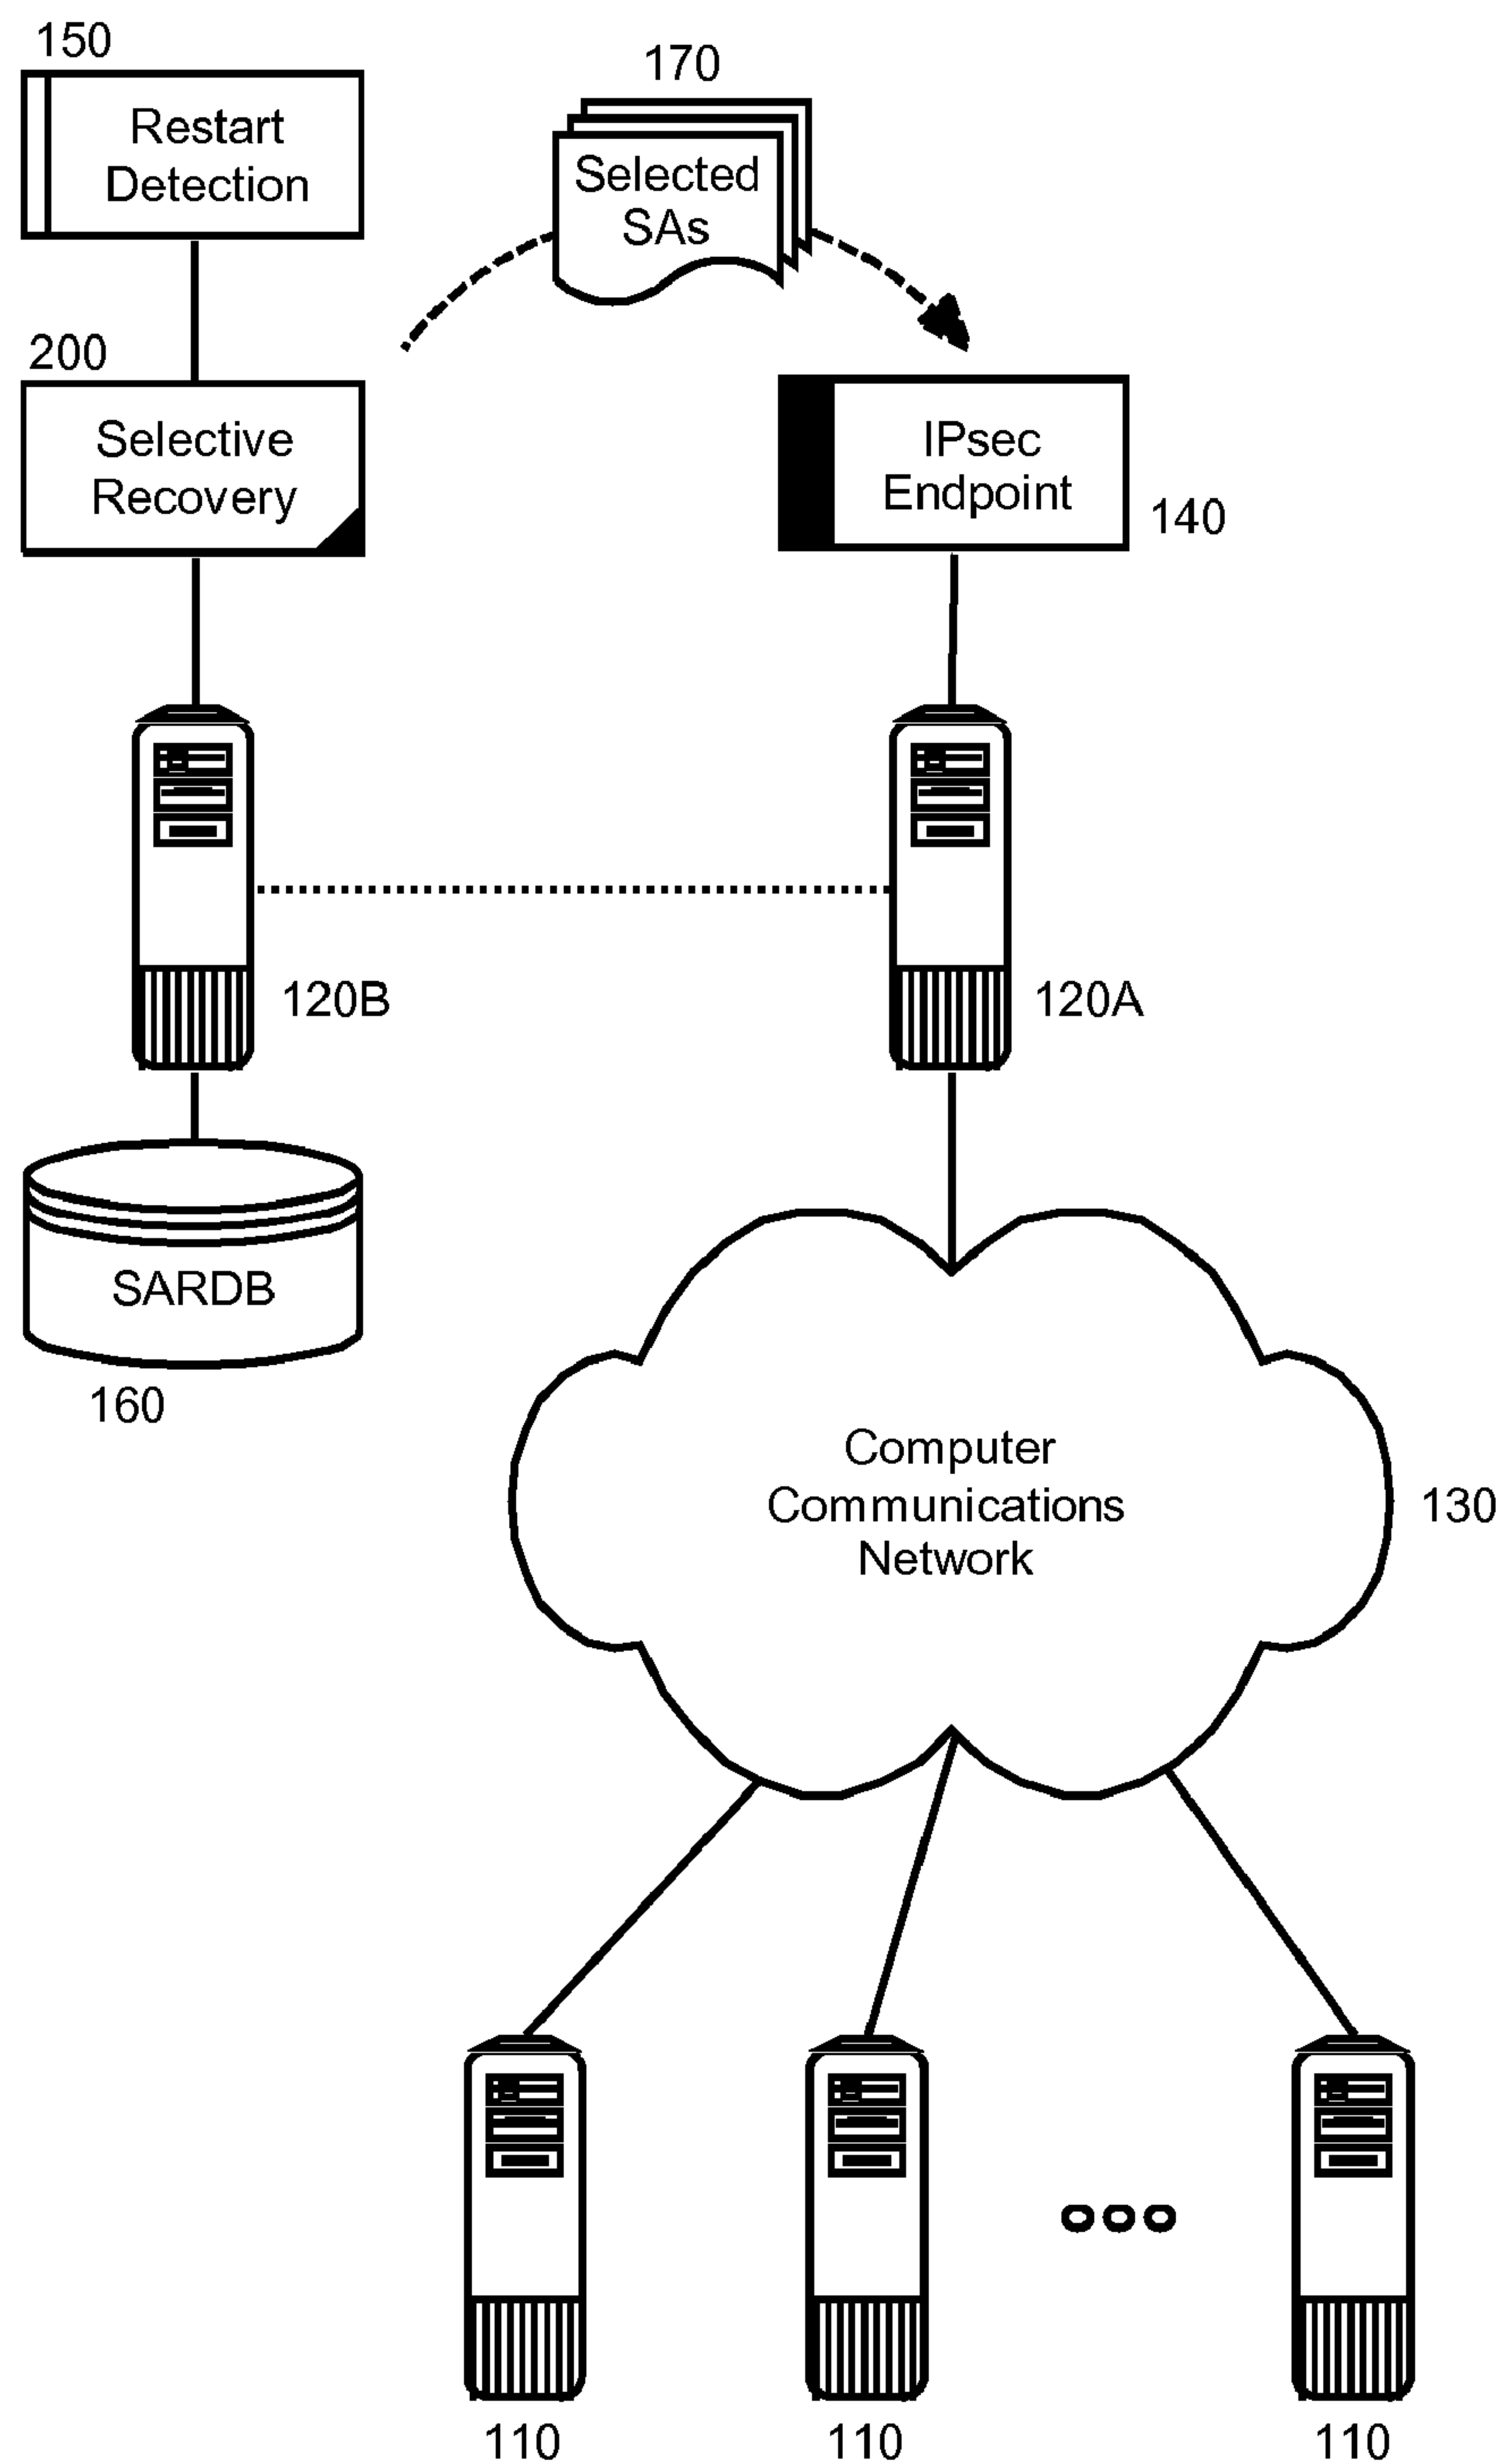 150
170
Restart
Detection
Selected
SAs
200
Selective
Recovery
IPsec
Endpoint
140
120B
120A
SARDB
160
Computer
Communications
Network
130
110
110
110